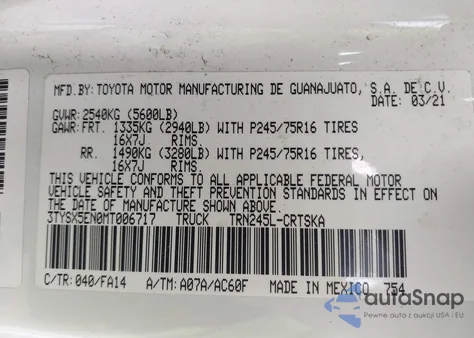 MFD.BY:TOYOTA MOTOR MANUFACTURING DE GUANAJUATO, S.A. DE C.V.
DATE: 03/21
GVWR: 2540KG (5600LB)
GAWR:FRT. 1335KG (2940LB) WITH P245/75R16 TIRES
16X7J RIMS.
RR. 1490KG (3280LB) WITH P245/75R16 TIRES,
16X7J RIMS.
THIS VEHICLE CONFORMS TO ALL APPLICABLE FEDERAL MOTOR
VEHICLE SAFETY AND THEFT PREVENTION STANDARDS IN EFFECT ON
THE DATE OF MANUFACTURE SHOWN ABOVE.
3TYSX5EN0MT006717 TRUCK TRN245L-CRTSKA
C/TR: 040/FA14 A/TM: A07A/AC60F MADE IN MEXICO 754
autaSnap
Pewne auta z aukcji USA - EU